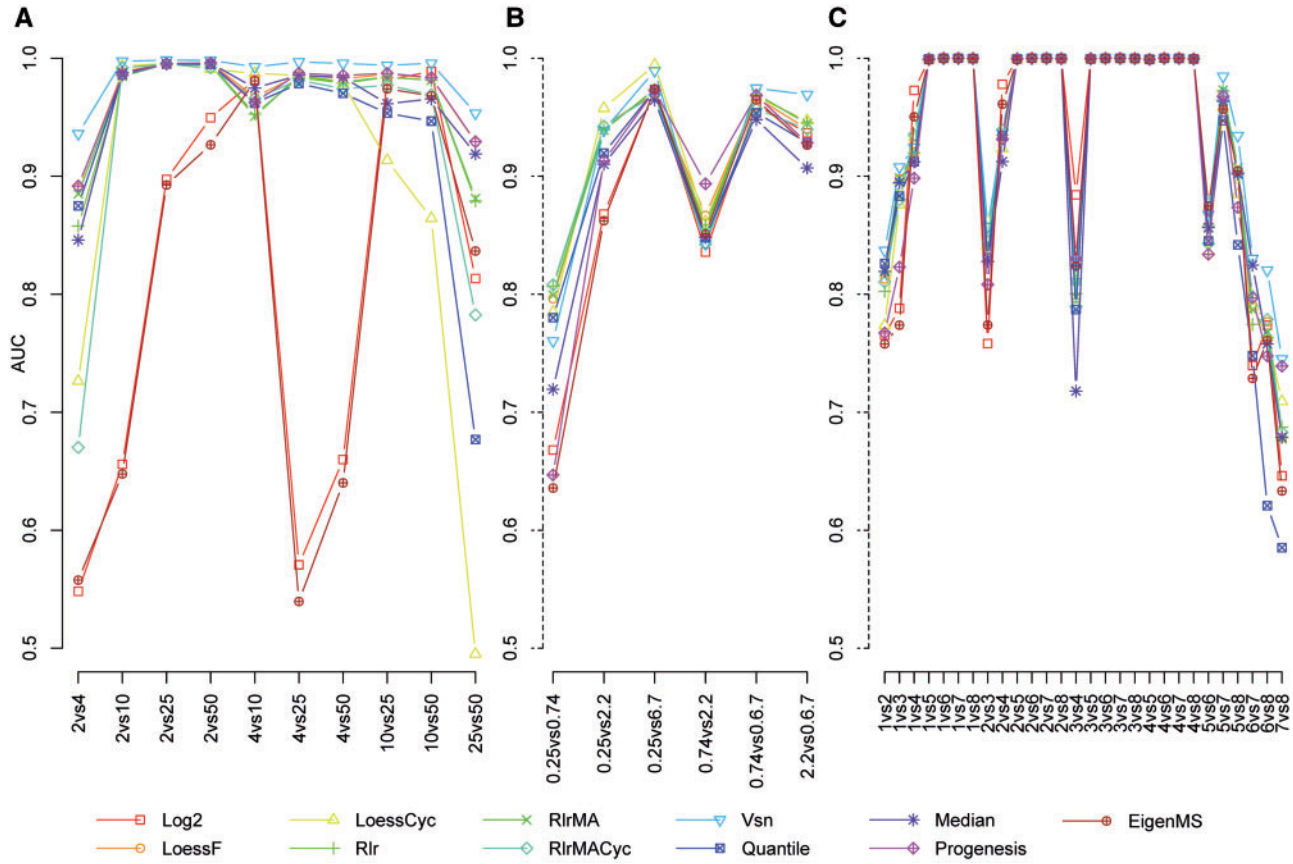 A
B
C
AUC
1.0
0.9
0.8
0.7
0.6
0.5
2vs4
2vs10
2vs25
2vs50
4vs10
4vs25
4vs50
10vs25
10vs50
25vs50
1.0
0.9
0.8
0.7
0.6
0.5
0.25vs0.74
0.25vs2.2
0.25vs6.7
0.74vs2.2
0.74vs0.6.7
2.2vs0.6.7
1.0
0.9
0.8
0.7
0.6
0.5
1vs2
1vs3
1vs4
1vs5
1vs6
1vs7
1vs8
2vs3
2vs4
2vs5
2vs6
2vs7
2vs8
3vs4
3vs5
3vs6
3vs7
3vs8
4vs5
4vs6
4vs7
4vs8
5vs6
5vs7
5vs8
6vs7
6vs8
7vs8
Log2
LoessCyc
RlrMA
Vsn
Median
EigenMS
LoessF
Rlr
RlrMACyc
Quantile
Progenesis